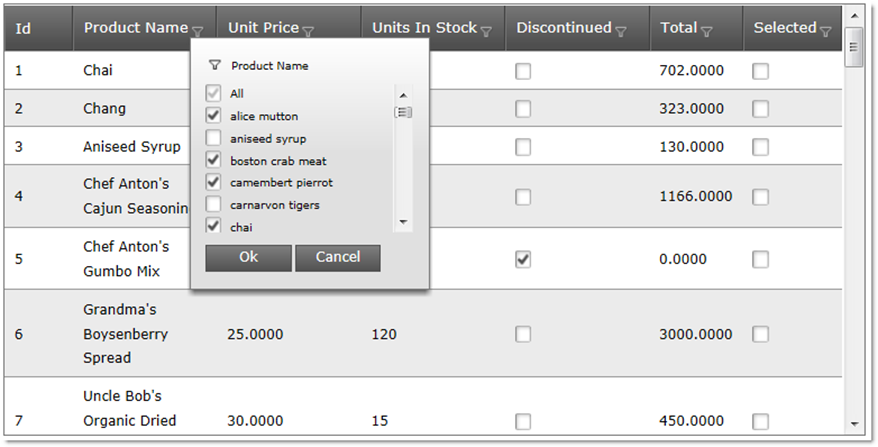 Id Product Name Unit Price Units In Stock Discontinued Total Selected
Product Name
All
alice mutton
aniseed syrup
boston crab meat
camembert pierrot
carnarvon tigers
chai
Ok Cancel
1 Chai 702.0000
2 Chang 323.0000
3 Aniseed Syrup 130.0000
Chef Anton's
4 1166.0000
Cajun Seasonin
Chef Anton's
5 0.0000
Gumbo Mix
Grandma's
6 Boysenberry 25.0000 120 3000.0000
Spread
Uncle Bob's
7 Organic Dried 30.0000 15 450.0000